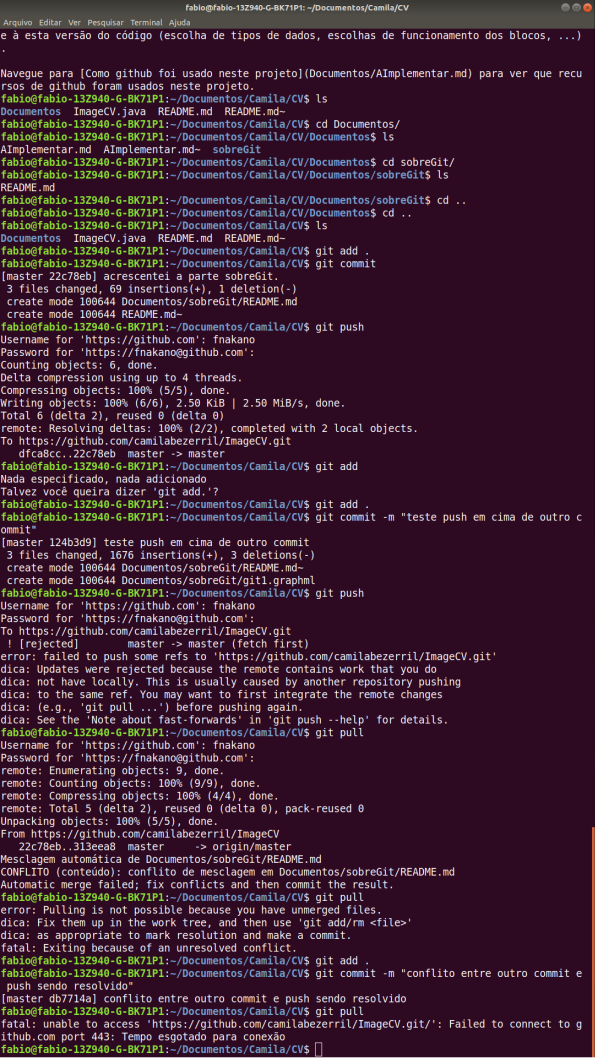 fabio@fabio-13Z940-G-BK71P1: ~/Documentos/Camila/CV
Arquivo Editar Ver Pesquisar Terminal Ajuda
e à esta versão do código (escolha de tipos de dados, escolhas de funcionamento dos blocos, ...)
.
Navegue para [Como github foi usado neste projeto](Documentos/AImplementar.md) para ver que recu
rsos de github foram usados neste projeto.
fabio@fabio-13Z940-G-BK71P1:~/Documentos/Camila/CV$ ls
Documentos  ImageCV.java  README.md  README.md~
fabio@fabio-13Z940-G-BK71P1:~/Documentos/Camila/CV$ cd Documentos/
fabio@fabio-13Z940-G-BK71P1:~/Documentos/Camila/CV/Documentos$ ls
AImplementar.md  AImplementar.md~  sobreGit
fabio@fabio-13Z940-G-BK71P1:~/Documentos/Camila/CV/Documentos$ cd sobreGit/
fabio@fabio-13Z940-G-BK71P1:~/Documentos/Camila/CV/Documentos/sobreGit$ ls
README.md
fabio@fabio-13Z940-G-BK71P1:~/Documentos/Camila/CV/Documentos/sobreGit$ cd ..
fabio@fabio-13Z940-G-BK71P1:~/Documentos/Camila/CV/Documentos$ cd ..
fabio@fabio-13Z940-G-BK71P1:~/Documentos/Camila/CV$ ls
Documentos  ImageCV.java  README.md  README.md~
fabio@fabio-13Z940-G-BK71P1:~/Documentos/Camila/CV$ git add .
fabio@fabio-13Z940-G-BK71P1:~/Documentos/Camila/CV$ git commit
[master 22c78eb] acrescentei a parte sobreGit.
 3 files changed, 69 insertions(+), 1 deletion(-)
 create mode 100644 Documentos/sobreGit/README.md
 create mode 100644 README.md~
fabio@fabio-13Z940-G-BK71P1:~/Documentos/Camila/CV$ git push
Username for 'https://github.com': fnakano
Password for 'https://fnakano@github.com':
Counting objects: 6, done.
Delta compression using up to 4 threads.
Compressing objects: 100% (5/5), done.
Writing objects: 100% (6/6), 2.50 KiB | 2.50 MiB/s, done.
Total 6 (delta 2), reused 0 (delta 0)
remote: Resolving deltas: 100% (2/2), completed with 2 local objects.
To https://github.com/camilabezerril/ImageCV.git
   dfca8cc..22c78eb  master -> master
fabio@fabio-13Z940-G-BK71P1:~/Documentos/Camila/CV$ git add
Nada especificado, nada adicionado
Talvez você queira dizer 'git add.'?
fabio@fabio-13Z940-G-BK71P1:~/Documentos/Camila/CV$ git add .
fabio@fabio-13Z940-G-BK71P1:~/Documentos/Camila/CV$ git commit -m "teste push em cima de outro c
ommit"
[master 124b3d9] teste push em cima de outro commit
 3 files changed, 1676 insertions(+), 3 deletions(-)
 create mode 100644 Documentos/sobreGit/README.md~
 create mode 100644 Documentos/sobreGit/git1.graphml
fabio@fabio-13Z940-G-BK71P1:~/Documentos/Camila/CV$ git push
Username for 'https://github.com': fnakano
Password for 'https://fnakano@github.com':
To https://github.com/camilabezerril/ImageCV.git
 ! [rejected]        master -> master (fetch first)
error: failed to push some refs to 'https://github.com/camilabezerril/ImageCV.git'
dica: Updates were rejected because the remote contains work that you do
dica: not have locally. This is usually caused by another repository pushing
dica: to the same ref. You may want to first integrate the remote changes
dica: (e.g., 'git pull ...') before pushing again.
dica: See the 'Note about fast-forwards' in 'git push --help' for details.
fabio@fabio-13Z940-G-BK71P1:~/Documentos/Camila/CV$ git pull
Username for 'https://github.com': fnakano
Password for 'https://fnakano@github.com':
remote: Enumerating objects: 9, done.
remote: Counting objects: 100% (9/9), done.
remote: Compressing objects: 100% (4/4), done.
remote: Total 5 (delta 2), reused 0 (delta 0), pack-reused 0
Unpacking objects: 100% (5/5), done.
From https://github.com/camilabezerril/ImageCV
   22c78eb..313eea8  master     -> origin/master
Mesclagem automática de Documentos/sobreGit/README.md
CONFLITO (conteúdo): conflito de mesclagem em Documentos/sobreGit/README.md
Automatic merge failed; fix conflicts and then commit the result.
fabio@fabio-13Z940-G-BK71P1:~/Documentos/Camila/CV$ git pull
error: Pulling is not possible because you have unmerged files.
dica: Fix them up in the work tree, and then use 'git add/rm <file>'
dica: as appropriate to mark resolution and make a commit.
fatal: Exiting because of an unresolved conflict.
fabio@fabio-13Z940-G-BK71P1:~/Documentos/Camila/CV$ git add .
fabio@fabio-13Z940-G-BK71P1:~/Documentos/Camila/CV$ git commit -m "conflito entre outro commit e
 push sendo resolvido"
[master db7714a] conflito entre outro commit e push sendo resolvido
fabio@fabio-13Z940-G-BK71P1:~/Documentos/Camila/CV$ git pull
fatal: unable to access 'https://github.com/camilabezerril/ImageCV.git/': Failed to connect to g
ithub.com port 443: Tempo esgotado para conexão
fabio@fabio-13Z940-G-BK71P1:~/Documentos/Camila/CV$